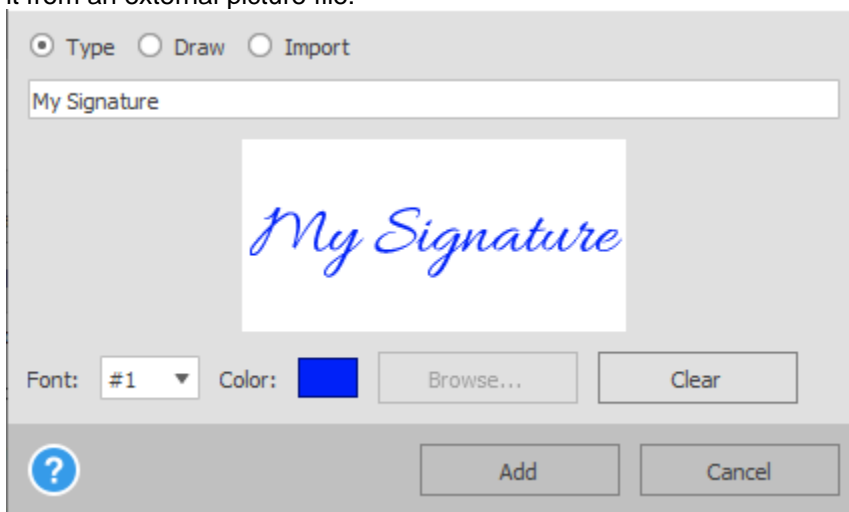 it from an external picture file.
Type Draw Import
My Signature
My Signature
Font: #1 Color: Browse... Clear
? Add Cancel